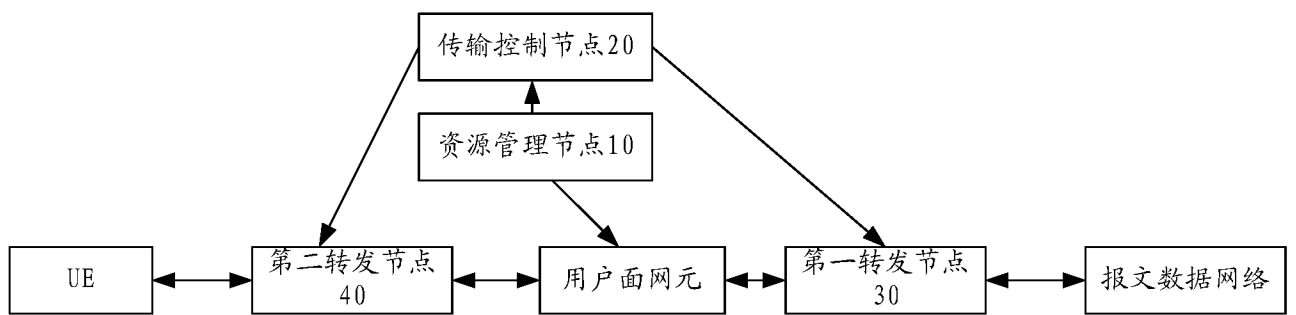 传输控制节点20
资源管理节点10
UE
第二转发节点
40
用户面网元
第一转发节点
30
报文数据网络